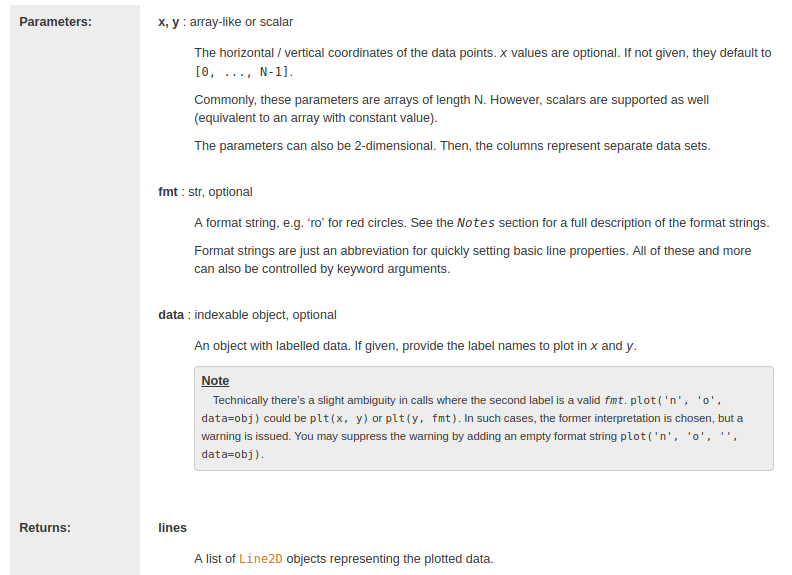 Parameters:
x, y : array-like or scalar
The horizontal / vertical coordinates of the data points. x values are optional. If not given, they default to
[0, ..., N-1].
Commonly, these parameters are arrays of length N. However, scalars are supported as well
(equivalent to an array with constant value).
The parameters can also be 2-dimensional. Then, the columns represent separate data sets.
fmt : str, optional
A format string, e.g. ‘ro’ for red circles. See the Notes section for a full description of the format strings.
Format strings are just an abbreviation for quickly setting basic line properties. All of these and more
can also be controlled by keyword arguments.
data : indexable object, optional
An object with labelled data. If given, provide the label names to plot in x and y.
Note
Technically there’s a slight ambiguity in calls where the second label is a valid fmt. plot('n', 'o',
data=obj) could be plt(x, y) or plt(y, fmt). In such cases, the former interpretation is chosen, but a
warning is issued. You may suppress the warning by adding an empty format string plot('n', 'o', '',
data=obj).
Returns:
lines
A list of Line2D objects representing the plotted data.